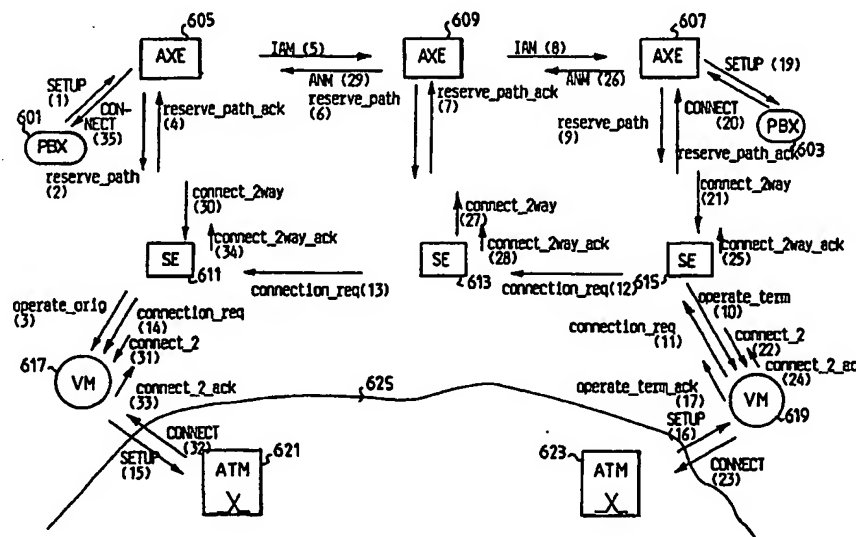 605
609
607
AXE
IAM (5)
AXE
IAM (8)
AXE
SETUP
(1)
CON-
NECT
(35)
ANM (29)
ANM (26)
SETUP (19)
601
PBX
reserve_path
(2)
reserve_path_ack
(4)
reserve_path
(6)
reserve_path_ack
(7)
reserve_path
(9)
CONNECT
(20)
PBX
603
reserve_path_ack
connect_2way
(30)
connect_2way_ack
(34)
connect_2way
(27)
connect_2way_ack
(28)
connect_2way
(21)
connect_2way_ack
(25)
SE
611
connection_req(13)
SE
613
connection_req(12)
615
SE
operate_orig
(3)
connection_req
(14)
connect_2
(31)
connect_2_ack
(33)
operate_term
(10)
connection_req
(11)
connect_2
(22)
connect_2_ac
(24)
617
VM
625
operate_term_ack
(17)
VM
619
CONNECT
(32)
SETUP
(15)
621
ATM
X
623
ATM
X
SETUP
(16)
CONNECT
(23)